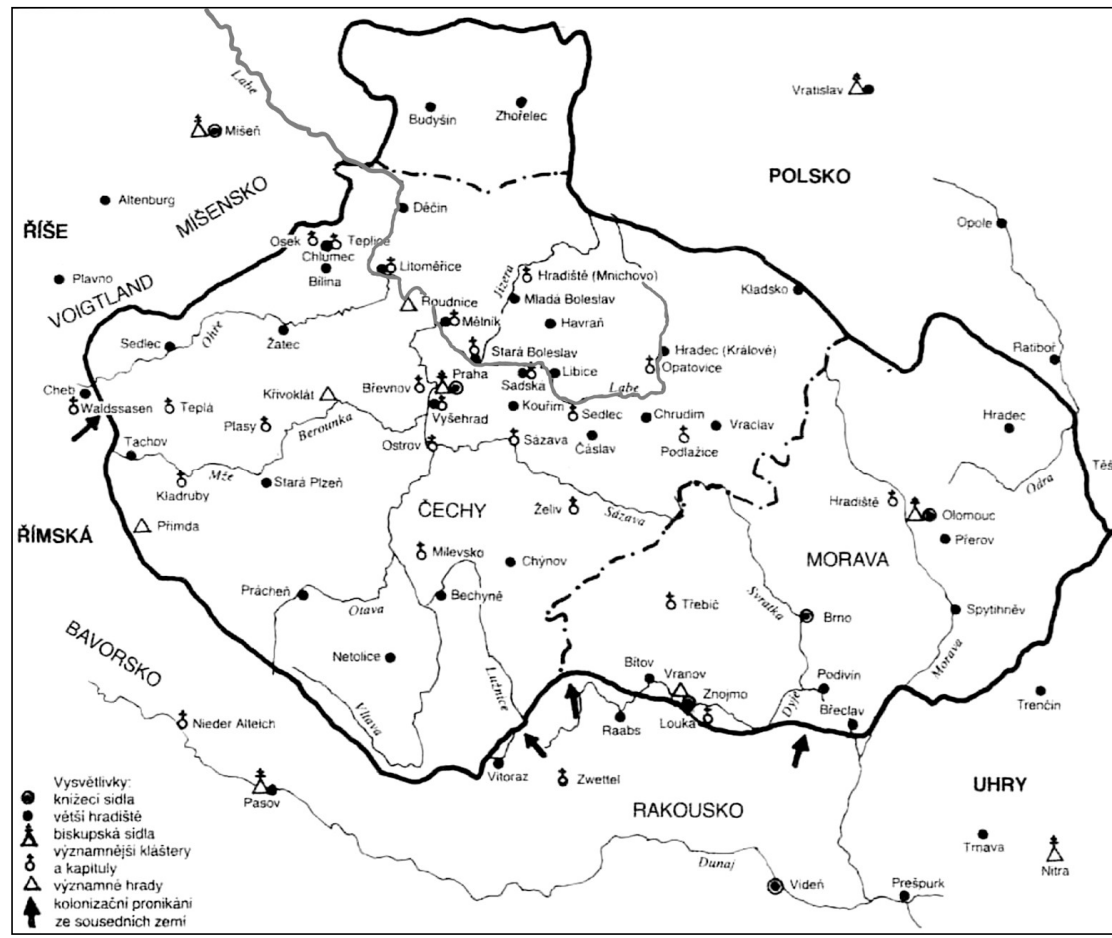 Labe
Míšeň
Budyšín
Zhořelec
Vratislav
POLSKO
Altenburg
MÍŠENSKO
ŘÍŠE
Děčín
Opole
Osek
Teplice
Chlumec
Bílina
Litoměřice
Plavno
VOIGTLAND
Jizera
Hradiště (Mnichovo)
Mladá Boleslav
Kladsko
Roudnice
Mělník
Havraň
Sedlec
Ohře
Žatec
Stará Boleslav
Hradec (Králové)
Opatovice
Ratiboř
Cheb
Waldssasen
Teplá
Křivoklát
Břevnov
Praha
Sadská
Libice
Labe
Vyšehrad
Kouřim
Sedlec
Chrudim
Vraclav
Hradec
Plasy
Berounka
Tachov
Ostrov
Sázava
Čáslav
Podlažice
Mže
Kladruby
Stará Plzeň
Odra
Těš
ČECHY
Želiv
Sázava
Hradiště
Olomouc
ŘÍMSKÁ
Přimda
Přerov
Milevsko
Chýnov
MORAVA
Prácheň
Otava
Bechyně
Třebíč
Svratka
Brno
Spytihněv
BAVORSKO
Netolice
Lužnice
Bítov
Vranov
Znojmo
Podivín
Morava
Vltava
Dyje
Břeclav
Trenčín
Nieder Alteich
Raabs
Louka
Vitoraz
Zwettel
Pasov
RAKOUSKO
UHRY
Dunaj
Trnava
Nitra
Vídeň
Prešpurk
Vysvětlivky:
knížecí sídla
větší hradiště
biskupská sídla
významnější kláštery
a kapituly
významné hrady
kolonizační pronikání
ze sousedních zemí